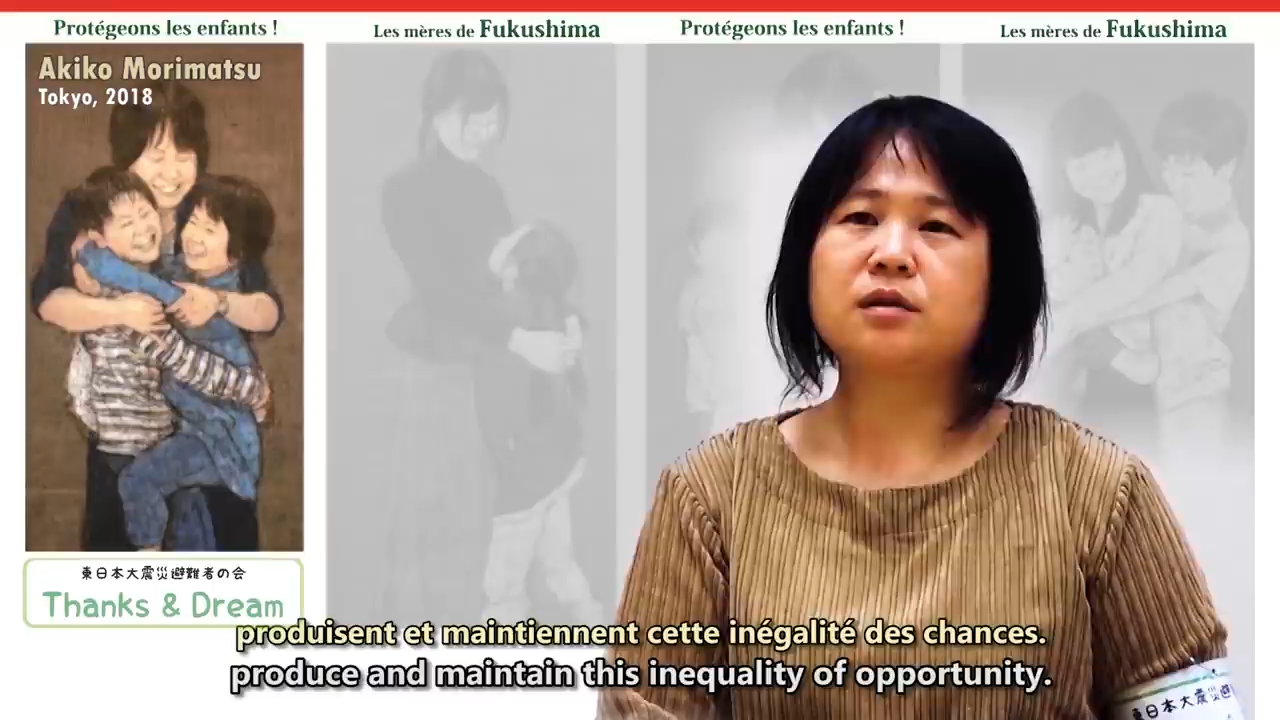 Protégeons les enfants !
Les mères de Fukushima
Protégeons les enfants !
Les mères de Fukushima
Akiko Morimatsu
Tokyo, 2018
東日本大震災避難者の会
Thanks & Dream
produisent et maintiennent cette inégalité des chances.
produce and maintain this inequality of opportunity.
東日本大震災避